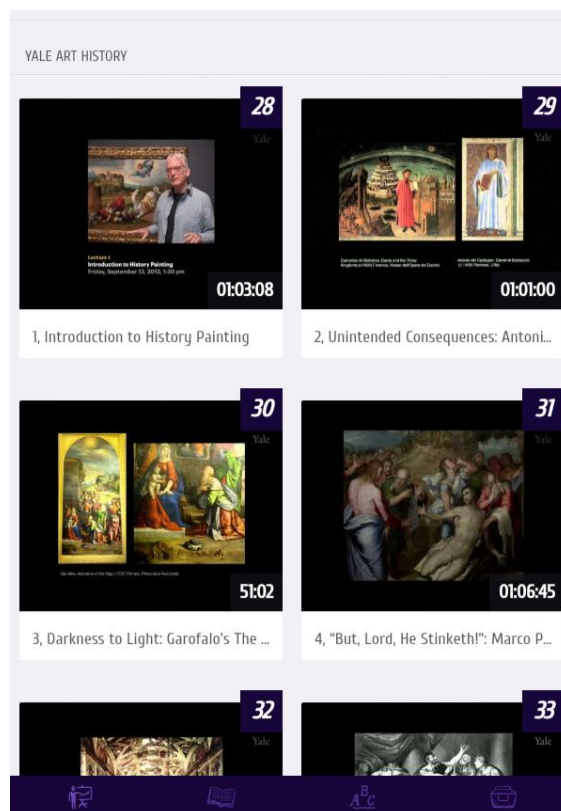 YALE ART HISTORY
28
Yale
Lecture 1
Introduction to History Painting
Friday, September 13, 2013, 1:30 pm
01:03:08
1, Introduction to History Painting
29
Yale
01:01:00
2, Unintended Consequences: Antoni...
30
Yale
51:02
3, Darkness to Light: Garofalo's The ...
31
Yale
01:06:45
4, "But, Lord, He Stinketh!": Marco P...
32
Yale
33
Yale
A B C